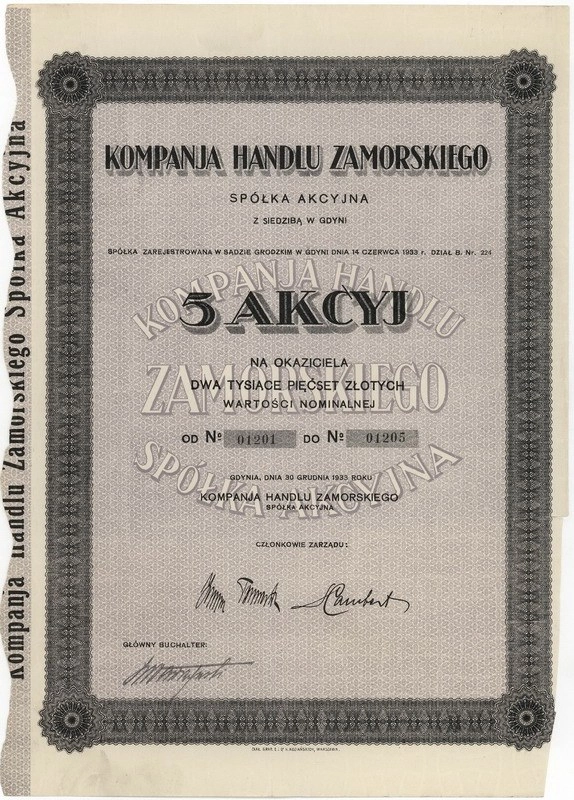 KOMPANJA HANDLU ZAMORSKIEGO
SPÓŁKA AKCYJNA
Z SIEDZIBĄ W GDYNI
SPÓŁKA ZAREJESTROWANA W SĄDZIE GRODZKIM W GDYNI DNIA 14 CZERWCA 1933 r. DZIAŁ B. Nr. 224
KOMPANJA HANDLU
5 AKCYJ
NA OKAZICIELA
DWA TYSIĄCE PIĘĆSET ZŁOTYCH
ZAMORSKIEGO
WARTOŚCI NOMINALNEJ
OD № 01201 DO № 01205
SPÓŁKA AKCYJNA
GDYNIA, DNIA 30 GRUDNIA 1933 ROKU
KOMPANJA HANDLU ZAMORSKIEGO
SPÓŁKA AKCYJNA
CZŁONKOWIE ZARZĄDU:
GŁÓWNY BUCHALTER:
Kompanja Handlu Zamorskiego Spółka Akcyjna